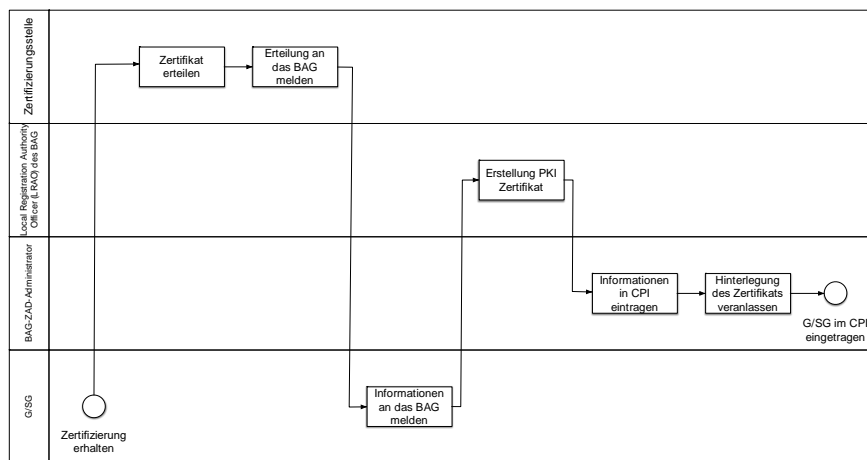 Zertifizierungsstelle
Zertifikat
erteilen
Erteilung an
das BAG
melden
Local Registration Authority
Officer (LRAO) des BAG
Erstellung PKI
Zertifikat
BAG-ZAD-Administrator
Informationen
in CPI
eintragen
Hinterlegung
des Zertifikats
veranlassen
G/SG im CPI
eingetragen
G/SG
Zertifizierung
erhalten
Informationen
an das BAG
melden